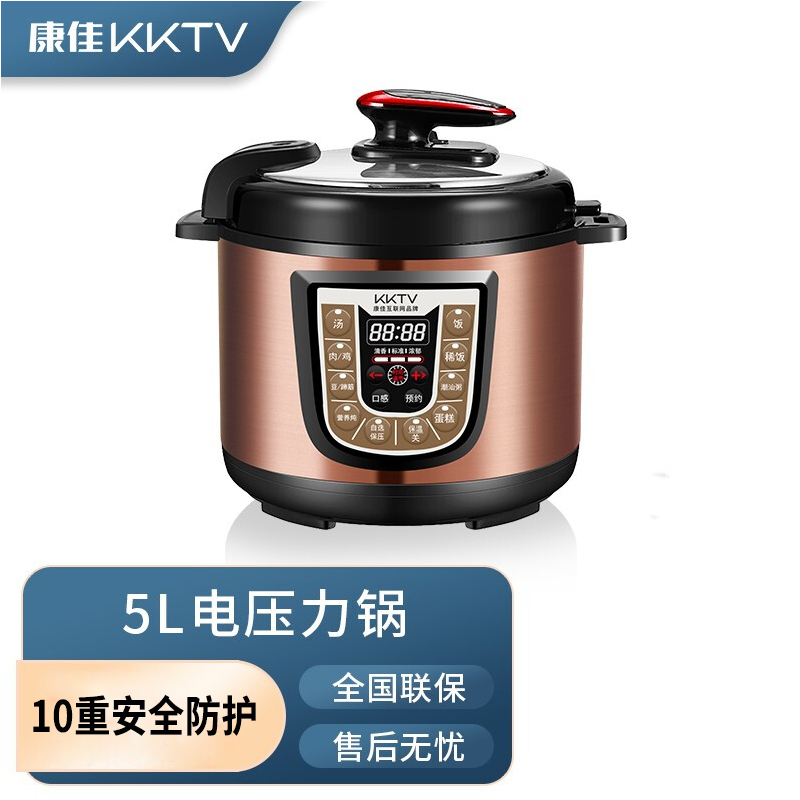 康佳KKTV
KKTV
康佳互联网品牌
汤
饭
88:88
清香|标准|浓郁
肉/鸡
稀饭
豆/蹄筋
潮汕粥
口感
预约
营养炖
自选
保压
保温
关
蛋糕
5L电压力锅
10重安全防护
全国联保
售后无忧